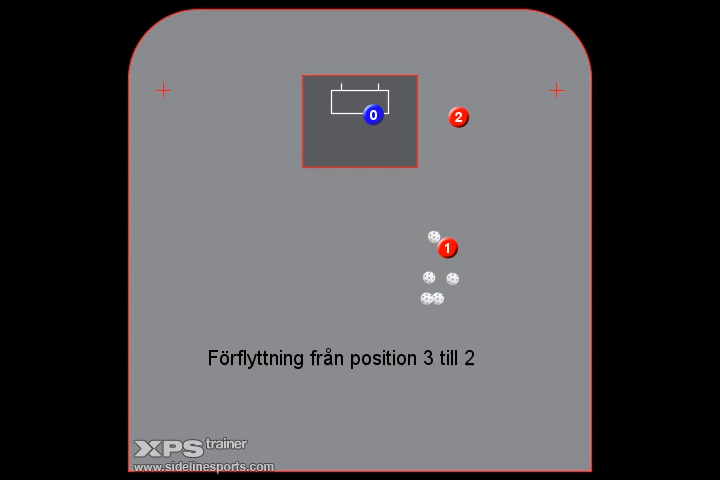 0
2
1
Förflyttning från position 3 till 2
XPS trainer
www.sidelinesports.com